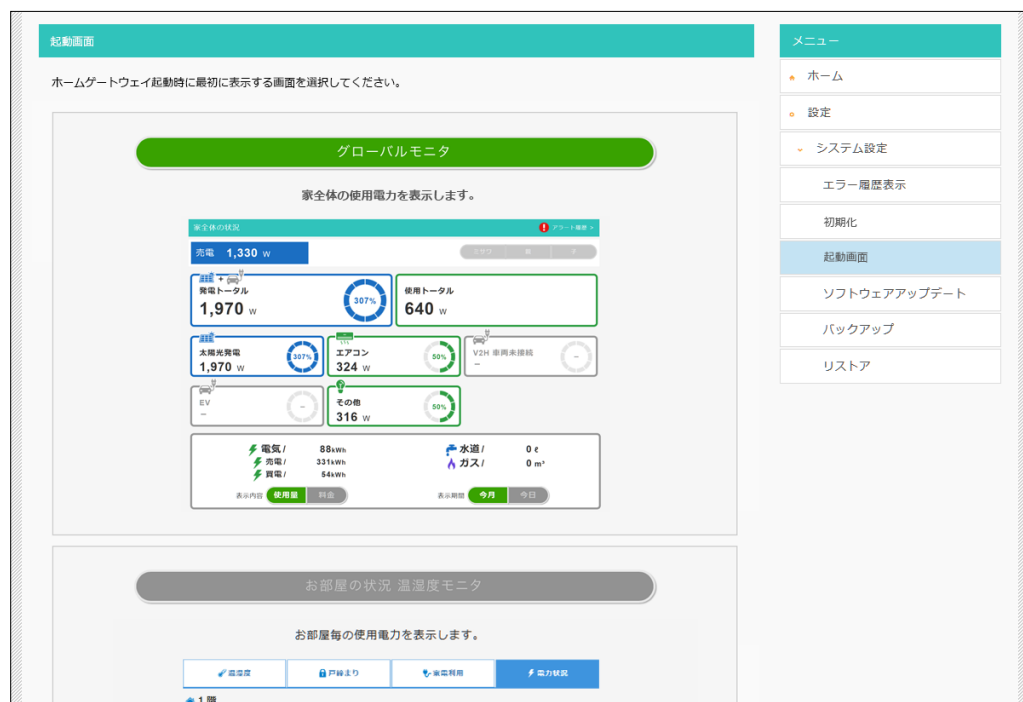 起動画面
ホームゲートウェイ起動時に最初に表示する画面を選択してください。
グローバルモニタ
家全体の使用電力を表示します。
家全体の状況
アラート履歴 >
売電 1,330 W
発電トータル
1,970 W
307%
使用トータル
640 W
太陽光発電
1,970 W
307%
エアコン
324 W
50%
V2H 車両未接続
–
–
EV
–
–
その他
316 W
50%
電気/ 88kWh
売電/ 331kWh
買電/ 54kWh
水道/ 0 ℓ
ガス/ 0 m³
表示内容 使用量 料金
表示期間 今月 今日
お部屋の状況 温湿度モニタ
お部屋毎の使用電力を表示します。
温湿度 戸締まり 家電利用 電力状況
1 階
メニュー
ホーム
設定
システム設定
エラー履歴表示
初期化
起動画面
ソフトウェアアップデート
バックアップ
リストア